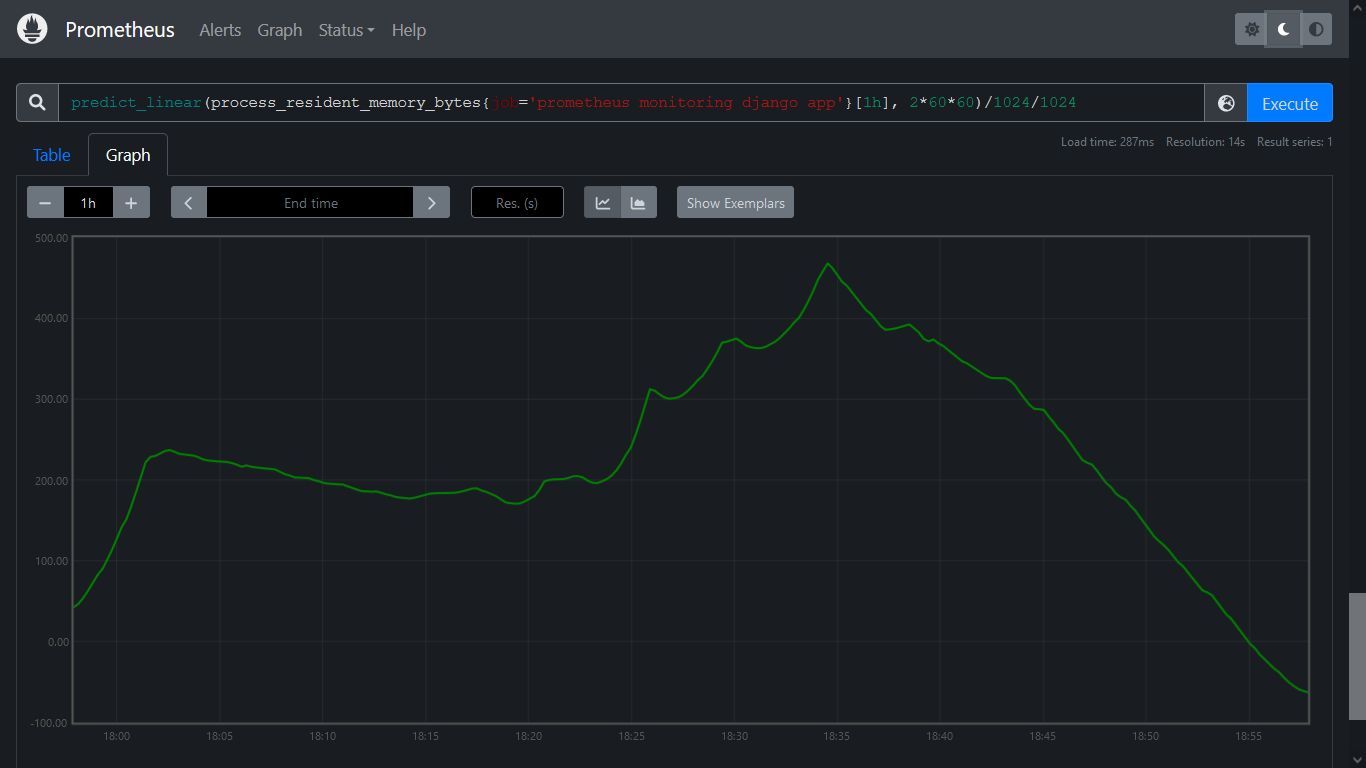 Prometheus Alerts Graph Status Help
predict_linear(process_resident_memory_bytes{job='prometheus monitoring django app'}[1h], 2*60*60)/1024/1024 Execute
Load time: 287ms Resolution: 14s Result series: 1
Table Graph
1h End time Res. (s) Show Exemplars
500.00
400.00
300.00
200.00
100.00
0.00
-100.00
18:00 18:05 18:10 18:15 18:20 18:25 18:30 18:35 18:40 18:45 18:50 18:55